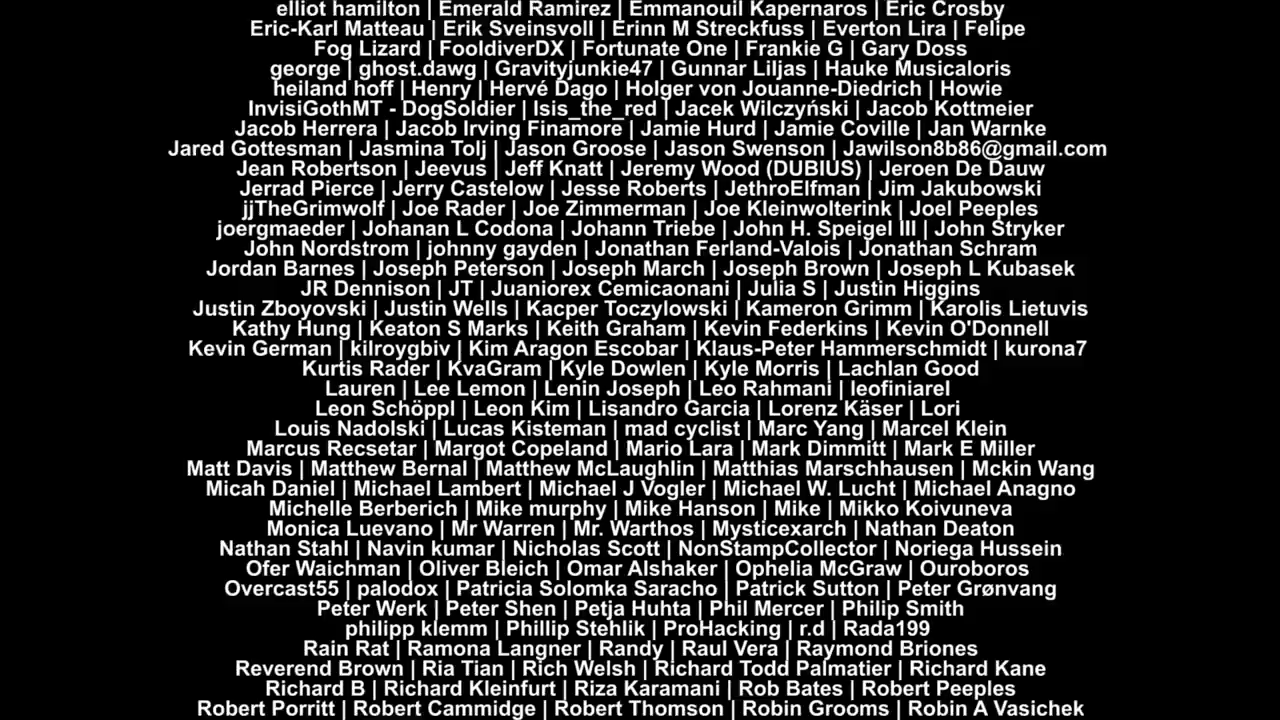 elliot hamilton | Emerald Ramirez | Emmanouil Kapernaros | Eric Crosby
Eric-Karl Matteau | Erik Sveinsvoll | Erinn M Streckfuss | Everton Lira | Felipe
Fog Lizard | FooldiverDX | Fortunate One | Frankie G | Gary Doss
george | ghost.dawg | Gravityjunkie47 | Gunnar Liljas | Hauke Musicaloris
heiland hoff | Henry | Hervé Dago | Holger von Jouanne-Diedrich | Howie
InvisiGothMT - DogSoldier | Isis_the_red | Jacek Wilczyński | Jacob Kottmeier
Jacob Herrera | Jacob Irving Finamore | Jamie Hurd | Jamie Coville | Jan Warnke
Jared Gottesman | Jasmina Tolj | Jason Groose | Jason Swenson | Jawilson8b86@gmail.com
Jean Robertson | Jeevus | Jeff Knatt | Jeremy Wood (DUBIUS) | Jeroen De Dauw
Jerrad Pierce | Jerry Castelow | Jesse Roberts | JethroElfman | Jim Jakubowski
jjTheGrimwolf | Joe Rader | Joe Zimmerman | Joe Kleinwolterink | Joel Peeples
joergmaeder | Johanan L Codona | Johann Triebe | John H. Speigel III | John Stryker
John Nordstrom | johnny gayden | Jonathan Ferland-Valois | Jonathan Schram
Jordan Barnes | Joseph Peterson | Joseph March | Joseph Brown | Joseph L Kubasek
JR Dennison | JT | Juaniorex Cemicaonani | Julia S | Justin Higgins
Justin Zboyovski | Justin Wells | Kacper Toczylowski | Kameron Grimm | Karolis Lietuvis
Kathy Hung | Keaton S Marks | Keith Graham | Kevin Federkins | Kevin O'Donnell
Kevin German | kilroygbiv | Kim Aragon Escobar | Klaus-Peter Hammerschmidt | kurona7
Kurtis Rader | KvaGram | Kyle Dowlen | Kyle Morris | Lachlan Good
Lauren | Lee Lemon | Lenin Joseph | Leo Rahmani | leofiniarel
Leon Schöppl | Leon Kim | Lisandro Garcia | Lorenz Käser | Lori
Louis Nadolski | Lucas Kisteman | mad cyclist | Marc Yang | Marcel Klein
Marcus Recsetar | Margot Copeland | Mario Lara | Mark Dimmitt | Mark E Miller
Matt Davis | Matthew Bernal | Matthew McLaughlin | Matthias Marschhausen | Mckin Wang
Micah Daniel | Michael Lambert | Michael J Vogler | Michael W. Lucht | Michael Anagno
Michelle Berberich | Mike murphy | Mike Hanson | Mike | Mikko Koivuneva
Monica Luevano | Mr Warren | Mr. Warthos | Mysticexarch | Nathan Deaton
Nathan Stahl | Navin kumar | Nicholas Scott | NonStampCollector | Noriega Hussein
Ofer Waichman | Oliver Bleich | Omar Alshaker | Ophelia McGraw | Ouroboros
Overcast55 | palodox | Patricia Solomka Saracho | Patrick Sutton | Peter Grønvang
Peter Werk | Peter Shen | Petja Huhta | Phil Mercer | Philip Smith
philipp klemm | Phillip Stehlik | ProHacking | r.d | Rada199
Rain Rat | Ramona Langner | Randy | Raul Vera | Raymond Briones
Reverend Brown | Ria Tian | Rich Welsh | Richard Todd Palmatier | Richard Kane
Richard B | Richard Kleinfurt | Riza Karamani | Rob Bates | Robert Peeples
Robert Porritt | Robert Cammidge | Robert Thomson | Robin Grooms | Robin A Vasichek